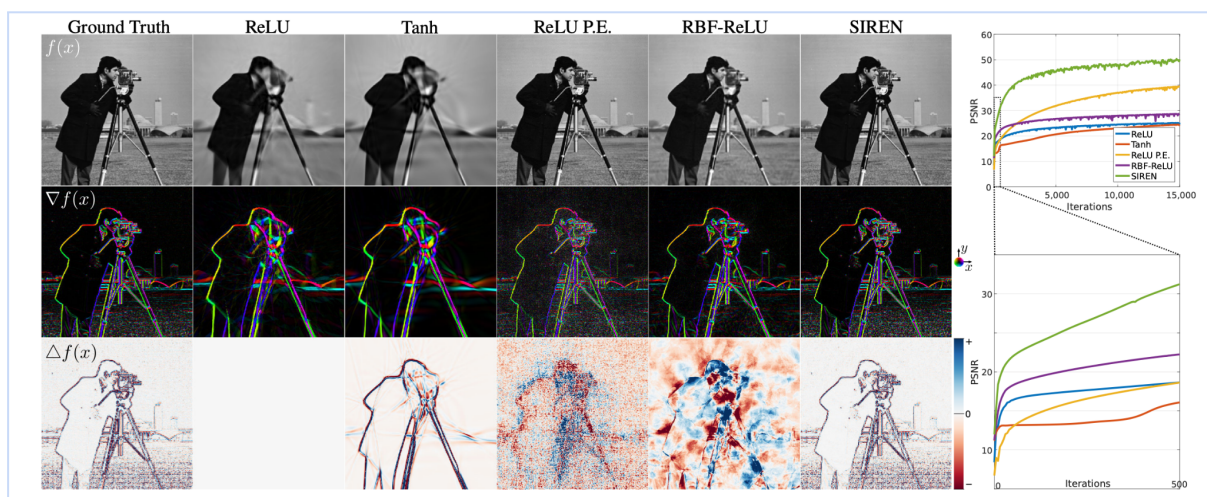 Ground Truth
ReLU
Tanh
ReLU P.E.
RBF-ReLU
SIREN
f(x)
∇f(x)
△f(x)
y
x
+
0
−
PSNR
60
50
40
30
20
10
0
5,000
10,000
15,000
Iterations
ReLU
Tanh
ReLU P.E.
RBF-ReLU
SIREN
PSNR
30
20
10
0
Iterations
500